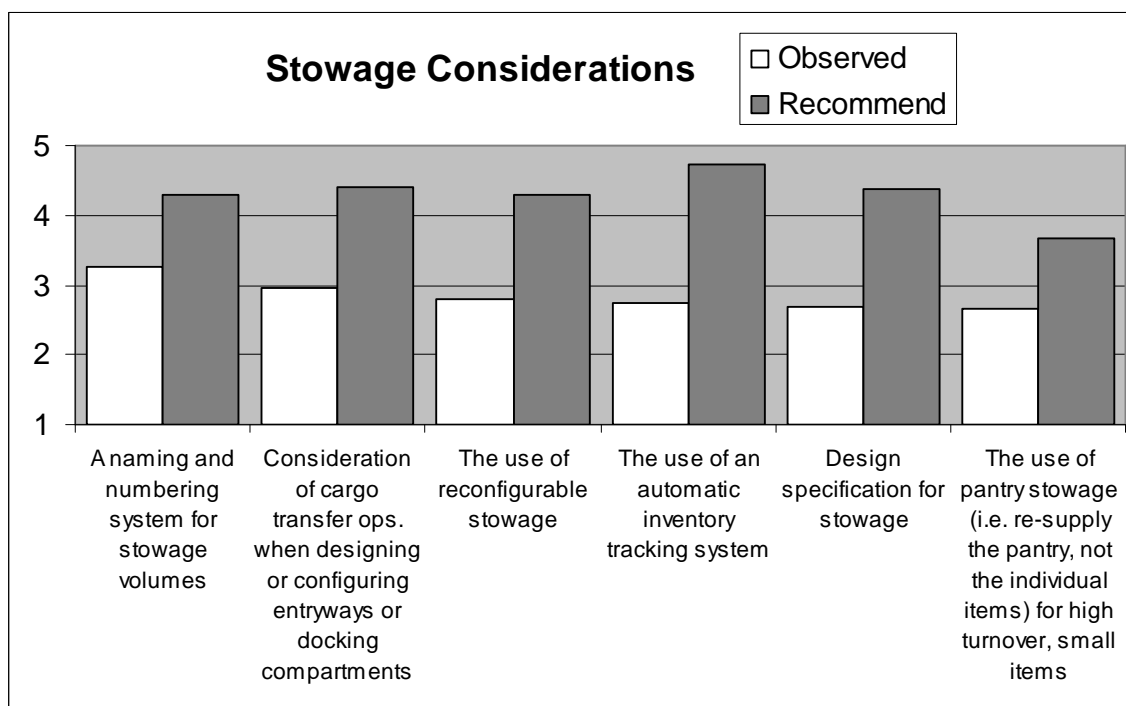 Stowage Considerations
Observed
Recommend
5
4
3
2
1
A naming and
numbering
system for
stowage
volumes
Consideration
of cargo
transfer ops.
when designing
or configuring
entryways or
docking
compartments
The use of
reconfigurable
stowage
The use of an
automatic
inventory
tracking system
Design
specification for
stowage
The use of
pantry stowage
(i.e. re-supply
the pantry, not
the individual
items) for high
turnover, small
items